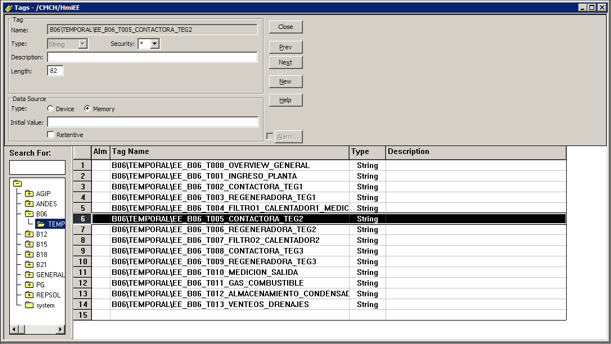 Tags - /CMCH/HmiEE
Tag
Name: B06\TEMPORAL\EE_B06_T005_CONTACTORA_TEG2
Type: String Security: *
Description:
Length: 82
Data Source
Type: Device Memory
Initial Value:
Retentive
Close
Prev
Next
New
Help
Alarm...
Search For:
AGIP
ANDES
B06
TEMP
B12
B15
B18
B21
GENERAL
PG
REPSOL
system
Alm Tag Name Type Description
1 B06\TEMPORAL\EE_B06_T000_OVERVIEW_GENERAL String
2 B06\TEMPORAL\EE_B06_T001_INGRESO_PLANTA String
3 B06\TEMPORAL\EE_B06_T002_CONTACTORA_TEG1 String
4 B06\TEMPORAL\EE_B06_T003_REGENERADORA_TEG1 String
5 B06\TEMPORAL\EE_B06_T004_FILTRO1_CALENTADOR1_MEDIC String
6 B06\TEMPORAL\EE_B06_T005_CONTACTORA_TEG2 String
7 B06\TEMPORAL\EE_B06_T006_REGENERADORA_TEG2 String
8 B06\TEMPORAL\EE_B06_T007_FILTRO2_CALENTADOR2 String
9 B06\TEMPORAL\EE_B06_T008_CONTACTORA_TEG3 String
10 B06\TEMPORAL\EE_B06_T009_REGENERADORA_TEG3 String
11 B06\TEMPORAL\EE_B06_T010_MEDICION_SALIDA String
12 B06\TEMPORAL\EE_B06_T011_GAS_COMBUSTIBLE String
13 B06\TEMPORAL\EE_B06_T012_ALMACENAMIENTO_CONDENSAD String
14 B06\TEMPORAL\EE_B06_T013_VENTEOS_DRENAJES String
15